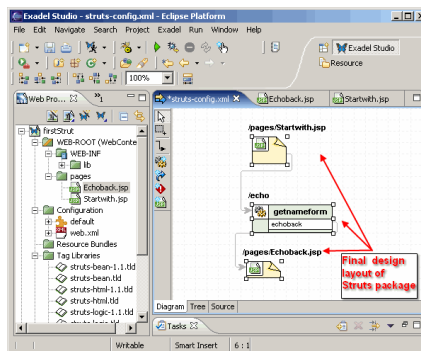 Exadel Studio - struts-config.xml - Eclipse Platform
File Edit Navigate Search Project Exadel Run Window Help
Exadel Studio
Resource
100%
Web Pro...
*struts-config.xml
Echoback.jsp
Startwith.jsp
firstStrut
WEB-ROOT (WebConte
WEB-INF
lib
pages
Echoback.jsp
Startwith.jsp
Configuration
default
web.xml
Resource Bundles
Tag Libraries
struts-bean-1.1.tld
struts-bean.tld
struts-html-1.1.tld
struts-html.tld
struts-logic-1.1.tld
/pages/Startwith.jsp
/echo
getnameform
echoback
/pages/Echoback.jsp
Final design
layout of
Struts package
Diagram Tree Source
Tasks
Writable
Smart Insert
6 : 1